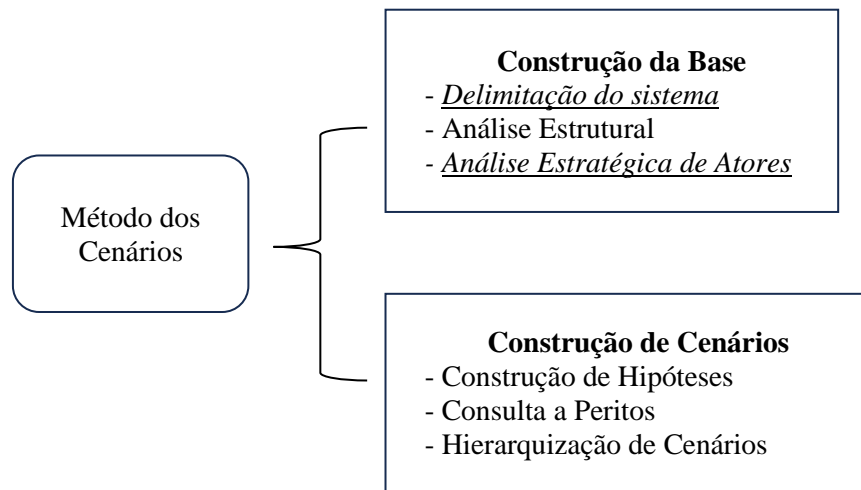 Método dos
Cenários
Construção da Base
- Delimitação do sistema
- Análise Estrutural
- Análise Estratégica de Atores
Construção de Cenários
- Construção de Hipóteses
- Consulta a Peritos
- Hierarquização de Cenários